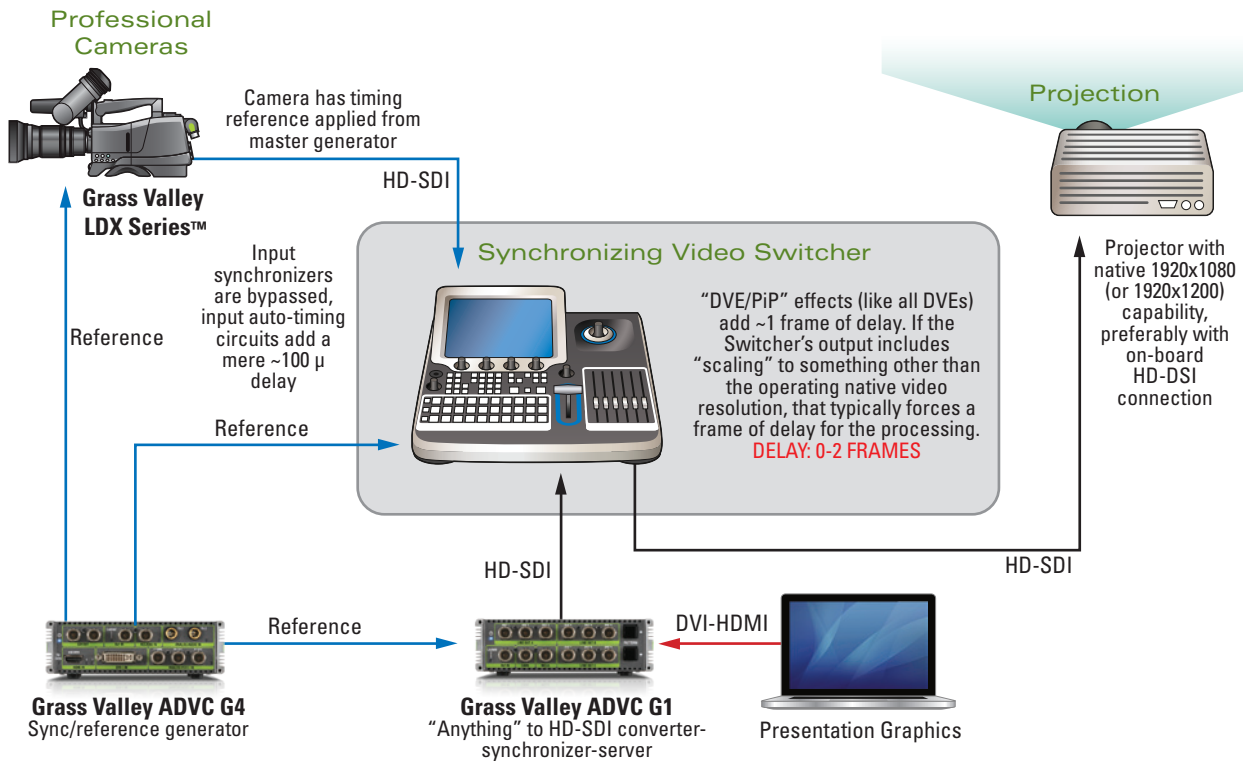 Professional
Cameras
Camera has timing
reference applied from
master generator
HD-SDI
Grass Valley
LDX Series™
Projection
Projector with
native 1920x1080
(or 1920x1200)
capability,
preferably with
on-board
HD-DSI
connection
Reference
Input
synchronizers
are bypassed,
input auto-timing
circuits add a
mere ~100 µ
delay
Synchronizing Video Switcher
“DVE/PiP” effects (like all DVEs)
add ~1 frame of delay. If the
Switcher’s output includes
“scaling” to something other than
the operating native video
resolution, that typically forces a
frame of delay for the processing.
DELAY: 0-2 FRAMES
Reference
HD-SDI
HD-SDI
Reference
DVI-HDMI
Grass Valley ADVC G4
Sync/reference generator
Grass Valley ADVC G1
“Anything” to HD-SDI converter-
synchronizer-server
Presentation Graphics